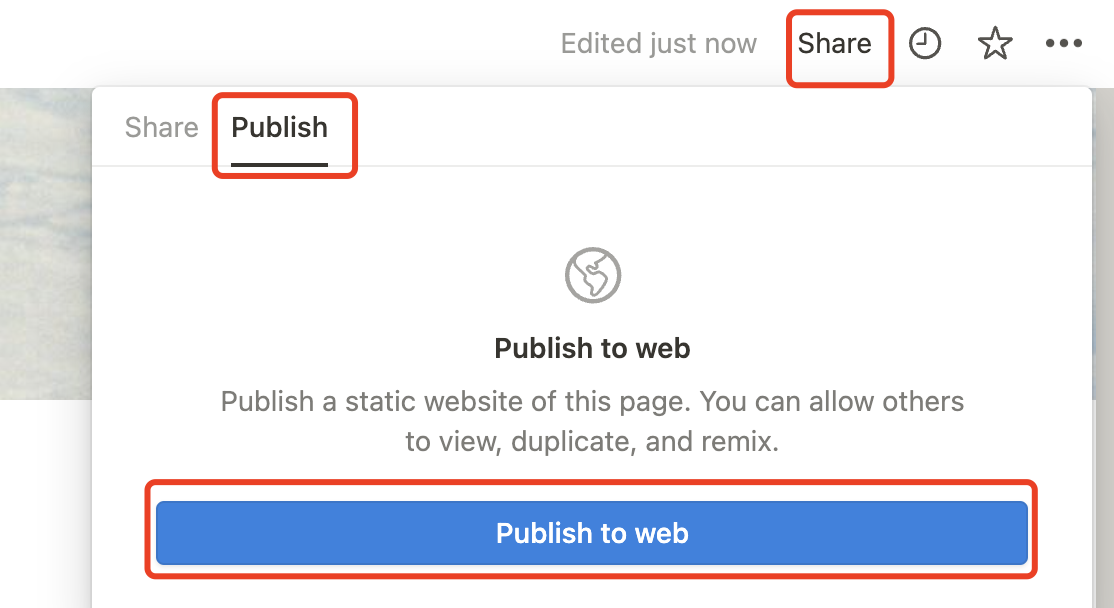 Edited just now Share
Share Publish
Publish to web
Publish a static website of this page. You can allow others
to view, duplicate, and remix.
Publish to web